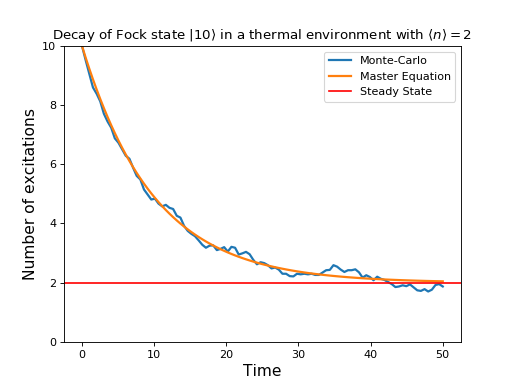 Decay of Fock state |10⟩ in a thermal environment with ⟨n⟩ = 2
Number of excitations
10
8
6
4
2
0
Monte-Carlo
Master Equation
Steady State
0 10 20 30 40 50
Time